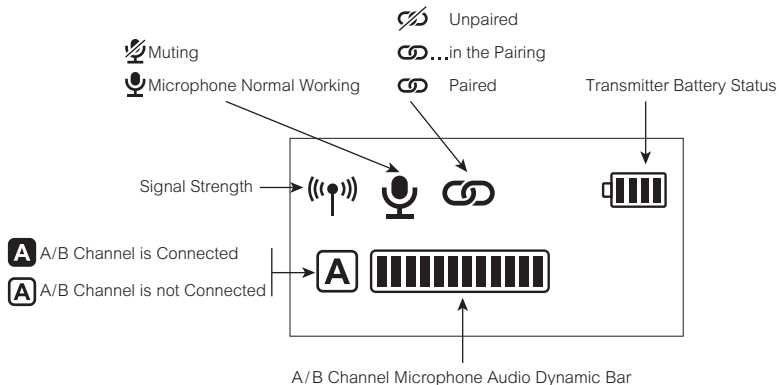 Unpaired
Muting
...in the Pairing
Microphone Normal Working
Paired
Transmitter Battery Status
Signal Strength
A
A A/B Channel is Connected
A A/B Channel is not Connected
A/B Channel Microphone Audio Dynamic Bar